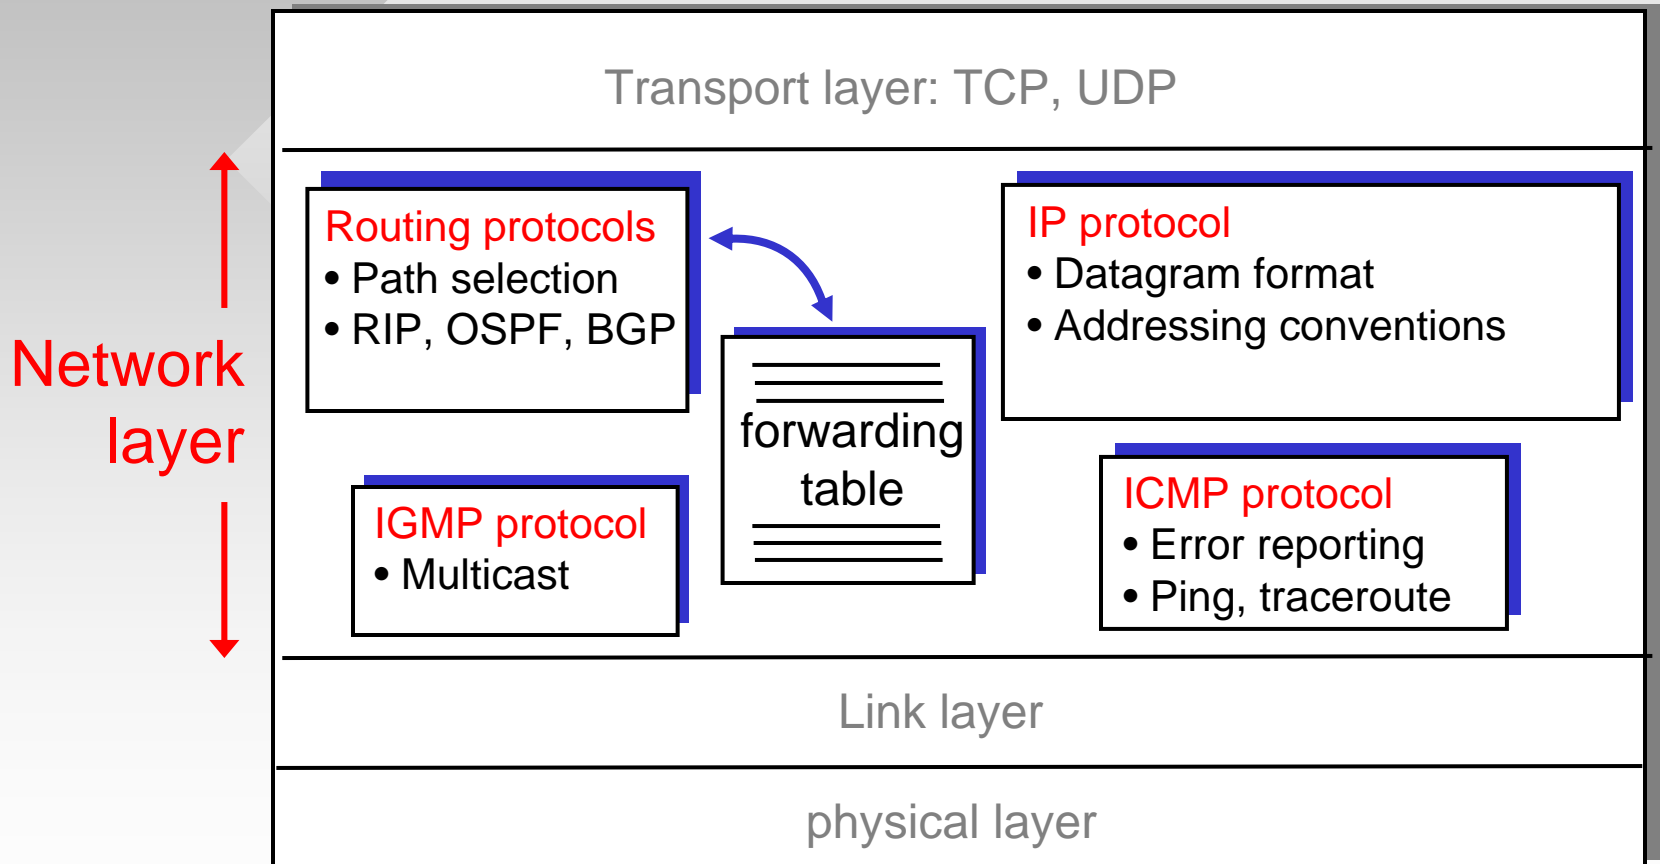 Transport layer: TCP, UDP
Network
layer
Routing protocols
• Path selection
• RIP, OSPF, BGP
IP protocol
• Datagram format
• Addressing conventions
forwarding
table
IGMP protocol
• Multicast
ICMP protocol
• Error reporting
• Ping, traceroute
Link layer
physical layer